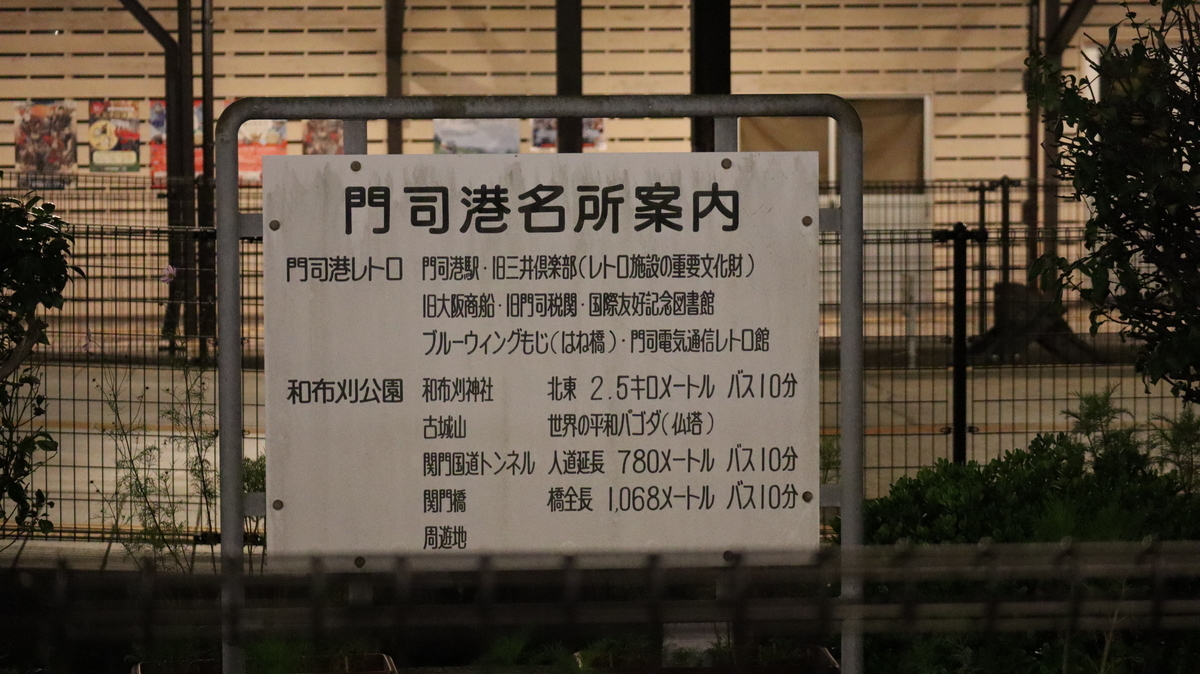 門司港名所案内
門司港レトロ 門司港駅・旧三井倶楽部(レトロ施設の重要文化財)
旧大阪商船・旧門司税関・国際友好記念図書館
ブルーウィングもじ(はね橋)・門司電気通信レトロ館
和布刈公園 和布刈神社 北東 2.5キロメートル バス10分
古城山 世界の平和パゴダ(仏塔)
関門国道トンネル 人道延長 780メートル バス10分
関門橋 橋全長 1,068メートル バス10分
周遊地